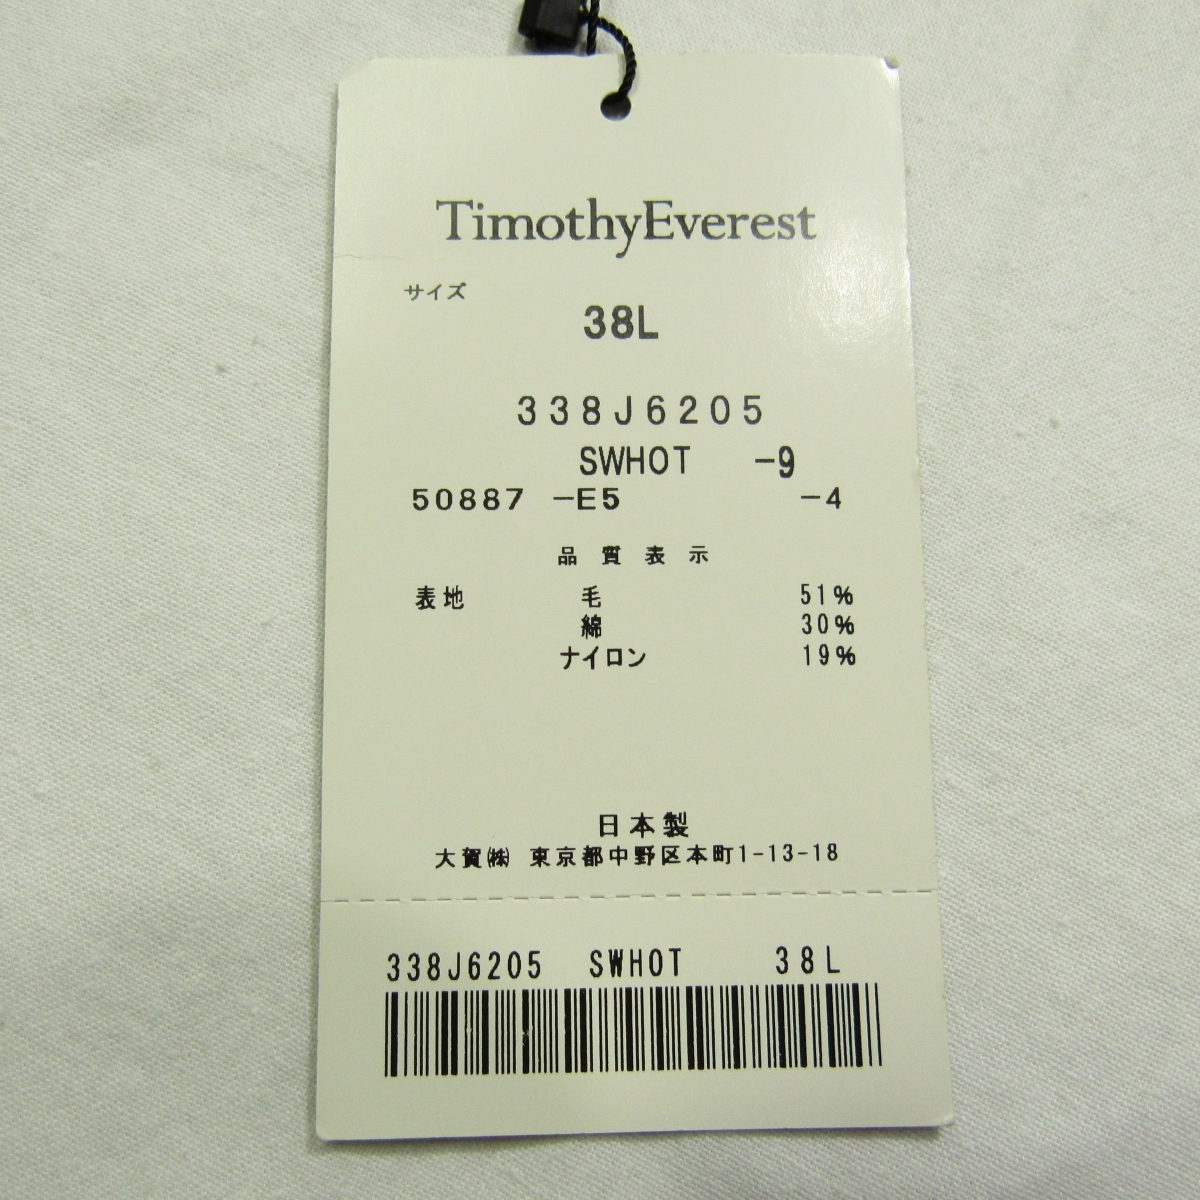 TimothyEverest
サイズ
38L
338J6205
SWHOT -9
50887 -E5 -4
品質表示
表地 毛 51%
綿 30%
ナイロン 19%
日本製
大賀㈱ 東京都中野区本町1-13-18
338J6205 SWHOT 38L